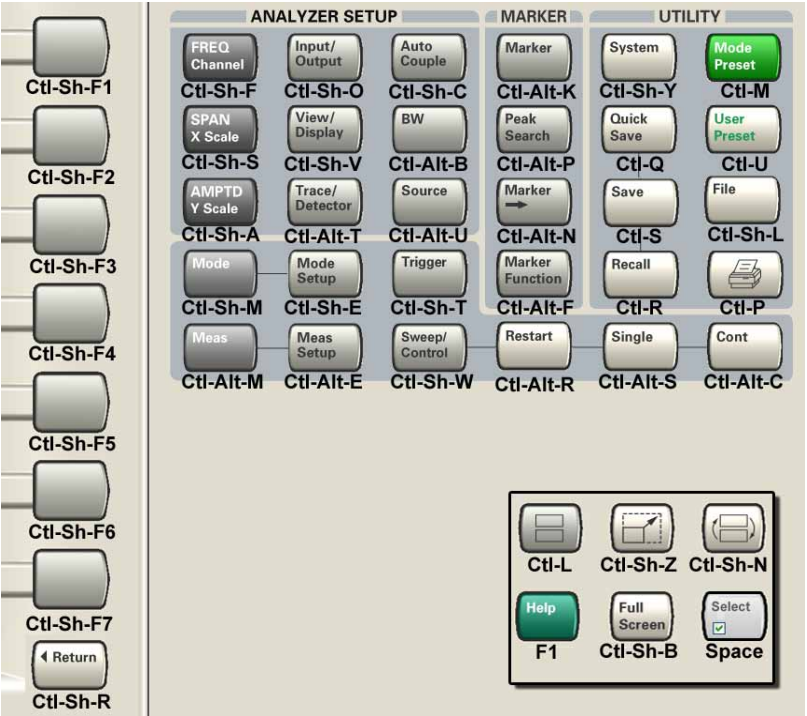 ANALYZER SETUP MARKER UTILITY
FREQ Channel Input/ Output Auto Couple Marker System Mode Preset
Ctl-Sh-F1
Ctl-Sh-F Ctl-Sh-O Ctl-Sh-C Ctl-Alt-K Ctl-Sh-Y Ctl-M
SPAN X Scale View/ Display BW Peak Search Quick Save User Preset
Ctl-Sh-F2
Ctl-Sh-S Ctl-Sh-V Ctl-Alt-B Ctl-Alt-P Ctl-Q Ctl-U
AMPTD Y Scale Trace/ Detector Source Marker Save File
Ctl-Sh-A Ctl-Alt-T Ctl-Alt-U Ctl-Alt-N Ctl-S Ctl-Sh-L
Ctl-Sh-F3
Mode Mode Setup Trigger Marker Function Recall
Ctl-Sh-M Ctl-Sh-E Ctl-Sh-T Ctl-Alt-F Ctl-R Ctl-P
Ctl-Sh-F4
Meas Meas Setup Sweep/ Control Restart Single Cont
Ctl-Alt-M Ctl-Alt-E Ctl-Sh-W Ctl-Alt-R Ctl-Alt-S Ctl-Alt-C
Ctl-Sh-F5
Ctl-Sh-F6
Ctl-L Ctl-Sh-Z Ctl-Sh-N
Help Full Screen Select
Ctl-Sh-F7
F1 Ctl-Sh-B Space
Return
Ctl-Sh-R